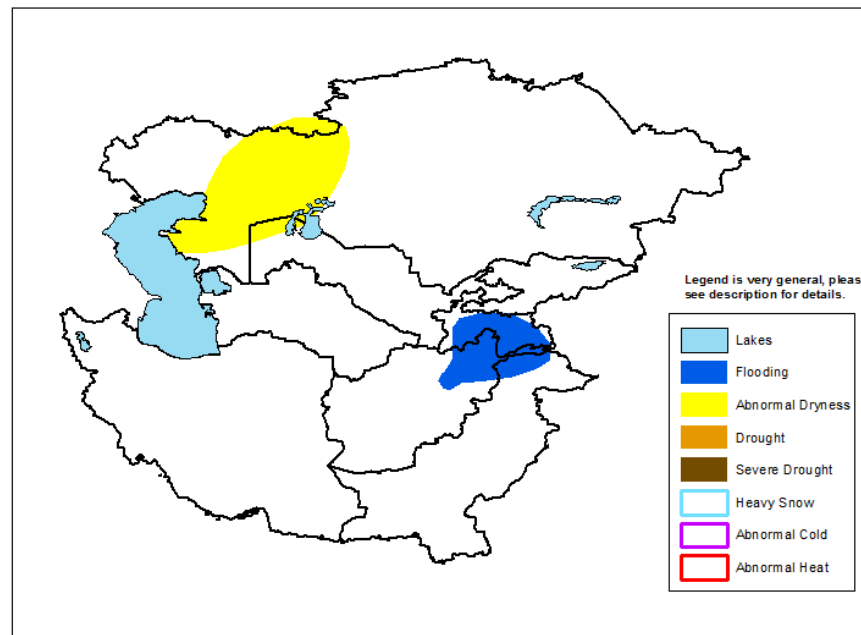 Legend is very general, pleas
see description for details.
Lakes
Flooding
Abnormal Dryness
Drought
Severe Drought
Heavy Snow
Abnormal Cold
Abnormal Heat